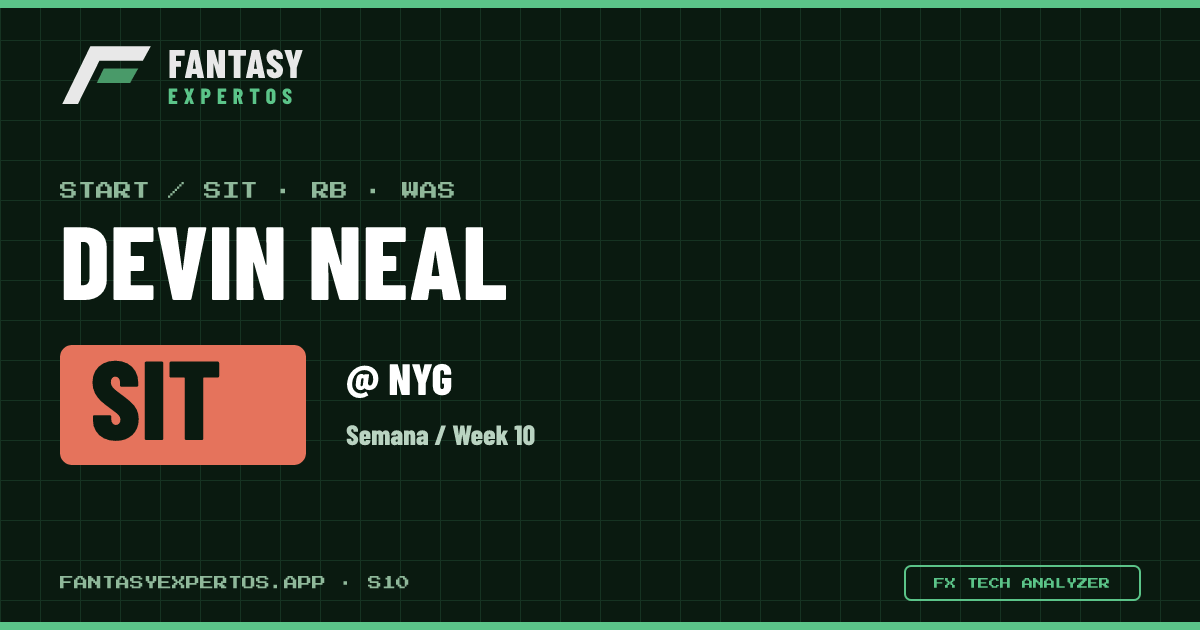 FANTASY
EXPERTOS
START / SIT · RB · WAS
DEVIN NEAL
SIT
@ NYG
Semana / Week 10
FANTASYEXPERTOS.APP · S10
FX TECH ANALYZER